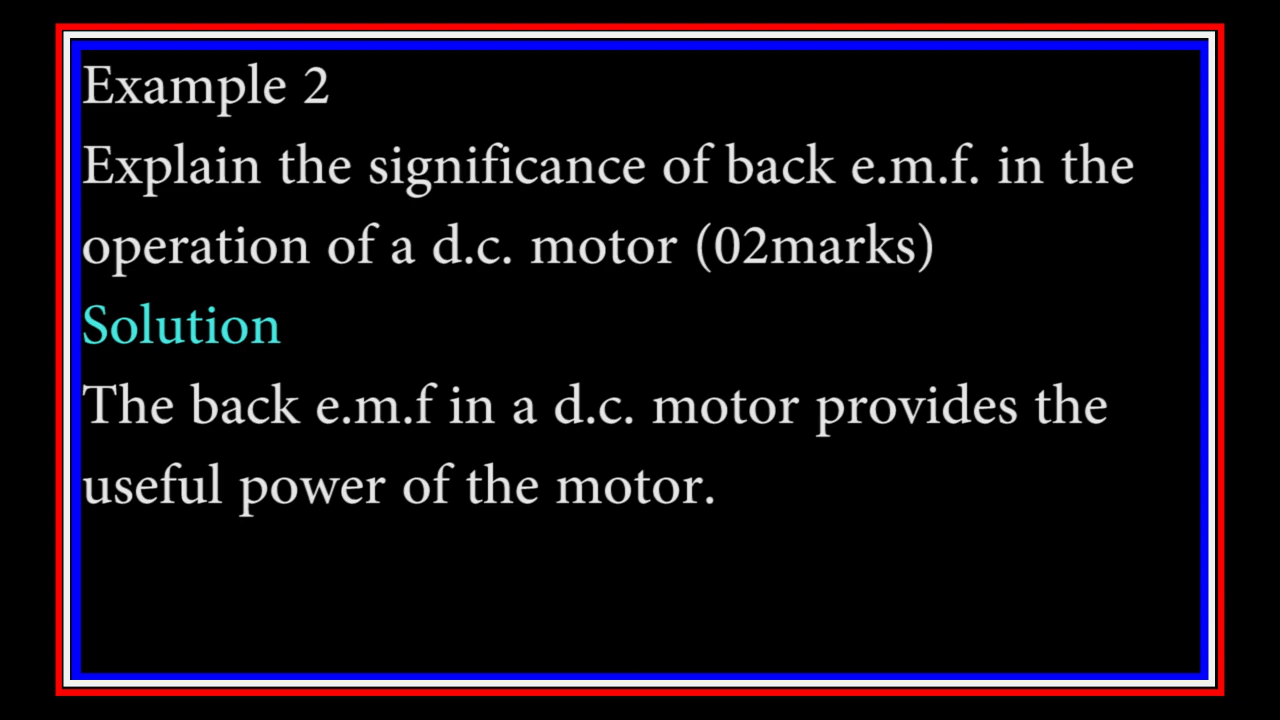 Example 2
Explain the significance of back e.m.f. in the
operation of a d.c. motor (02marks)
Solution
The back e.m.f in a d.c. motor provides the
useful power of the motor.